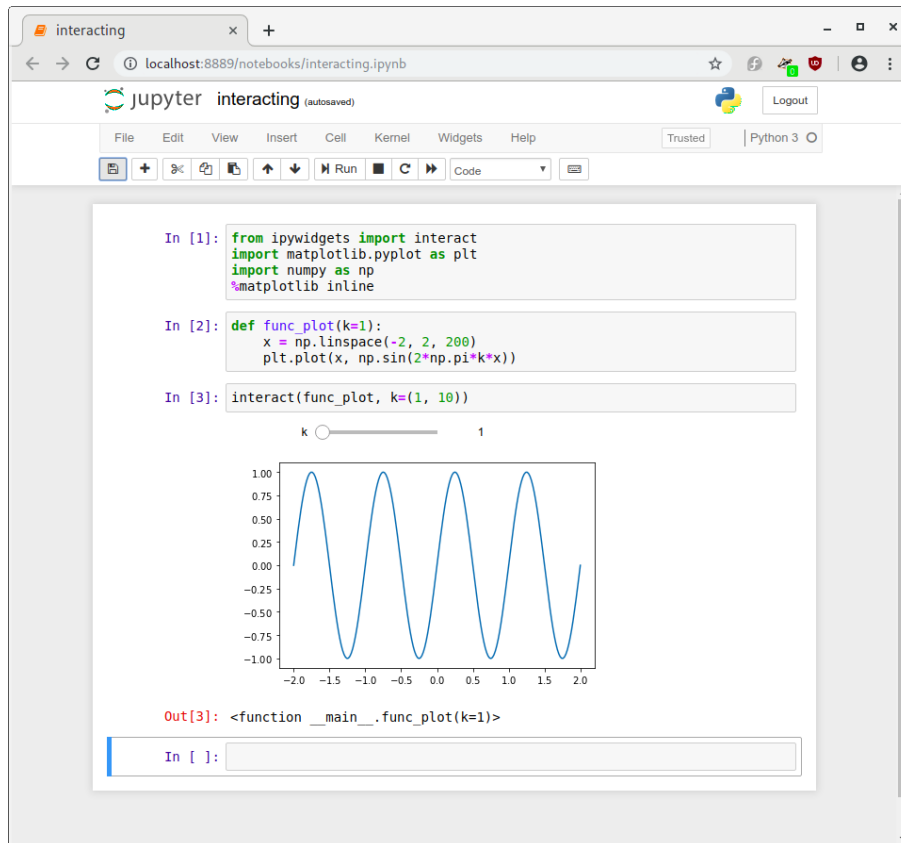 interacting
localhost:8889/notebooks/interacting.ipynb
0
jupyter interacting (autosaved)
Logout
File Edit View Insert Cell Kernel Widgets Help Trusted Python 3
Run Code
In [1]: from ipywidgets import interact
import matplotlib.pyplot as plt
import numpy as np
%matplotlib inline
In [2]: def func_plot(k=1):
    x = np.linspace(-2, 2, 200)
    plt.plot(x, np.sin(2*np.pi*k*x))
In [3]: interact(func_plot, k=(1, 10))
k 1
1.00
0.75
0.50
0.25
0.00
−0.25
−0.50
−0.75
−1.00
−2.0 −1.5 −1.0 −0.5 0.0 0.5 1.0 1.5 2.0
Out[3]: <function __main__.func_plot(k=1)>
In [ ]: